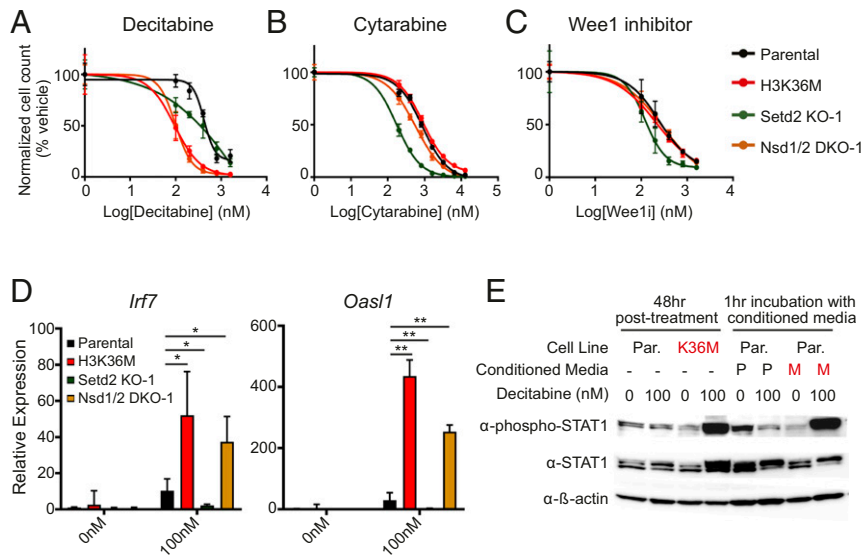 A
Decitabine
B
Cytarabine
C
Wee1 inhibitor
Normalized cell count
(% vehicle)
100
50
0
0
1
2
3
4
Log[Decitabine] (nM)
100
50
0
0
1
2
3
4
5
Log[Cytarabine] (nM)
100
50
0
0
1
2
3
4
Log[Wee1i] (nM)
Parental
H3K36M
Setd2 KO-1
Nsd1/2 DKO-1
D
Irf7
Oasl1
Relative Expression
100
80
60
40
20
0
Parental
H3K36M
Setd2 KO-1
Nsd1/2 DKO-1
*
*
*
0nM
100nM
600
400
200
0
**
**
**
0nM
100nM
E
48hr
post-treatment
1hr incubation with
conditioned media
Cell Line Par. K36M Par. Par.
Conditioned Media - - - - P P M M
Decitabine (nM) 0 100 0 100 0 100 0 100
α-phospho-STAT1
α-STAT1
α-ß-actin